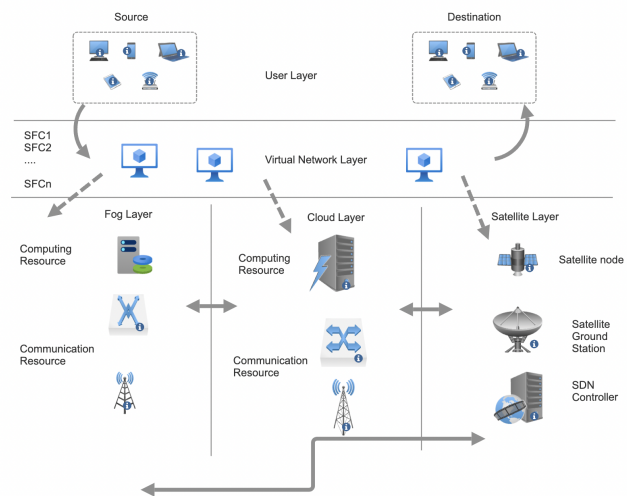 Source
Destination
User Layer
SFC1
SFC2
....
SFCn
Virtual Network Layer
Fog Layer
Cloud Layer
Satellite Layer
Computing
Resource
Computing
Resource
Satellite node
Communication
Resource
Communication
Resource
Satellite
Ground
Station
SDN
Controller